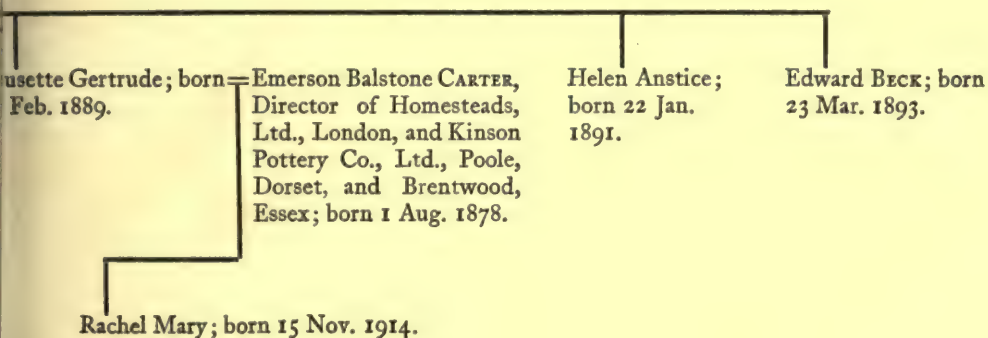 usette Gertrude; born=Emerson Balstone CARTER,
Feb. 1889.
Director of Homesteads,
Ltd., London, and Kinson
Pottery Co., Ltd., Poole,
Dorset, and Brentwood,
Essex; born 1 Aug. 1878.
Helen Anstice;
born 22 Jan.
1891.
Edward BECK; born
23 Mar. 1893.
Rachel Mary; born 15 Nov. 1914.